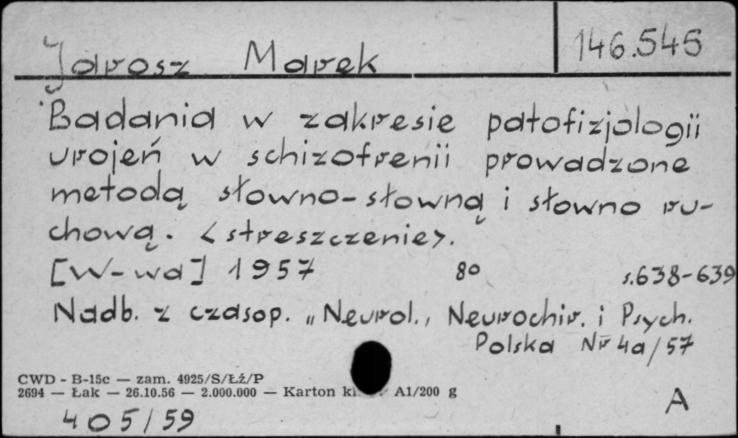 Jarosz Marek 146.545
Badania w zakresie patofizjologii
urojeń w schizofrenii prowadzone
metodą słowno-słowną i słowno ru-
chową. <streszczenie>.
[W-wa] 1957 8° s.638-639
Nadb. z czasop. „Neurol., Neurochir. i Psych.
Polska Nr 4a/57
CWD - B-15c — zam. 4925/S/Łź/P
2694 — Łak — 26.10.56 — 2.000.000 — Karton A1/200 g
A
405/59